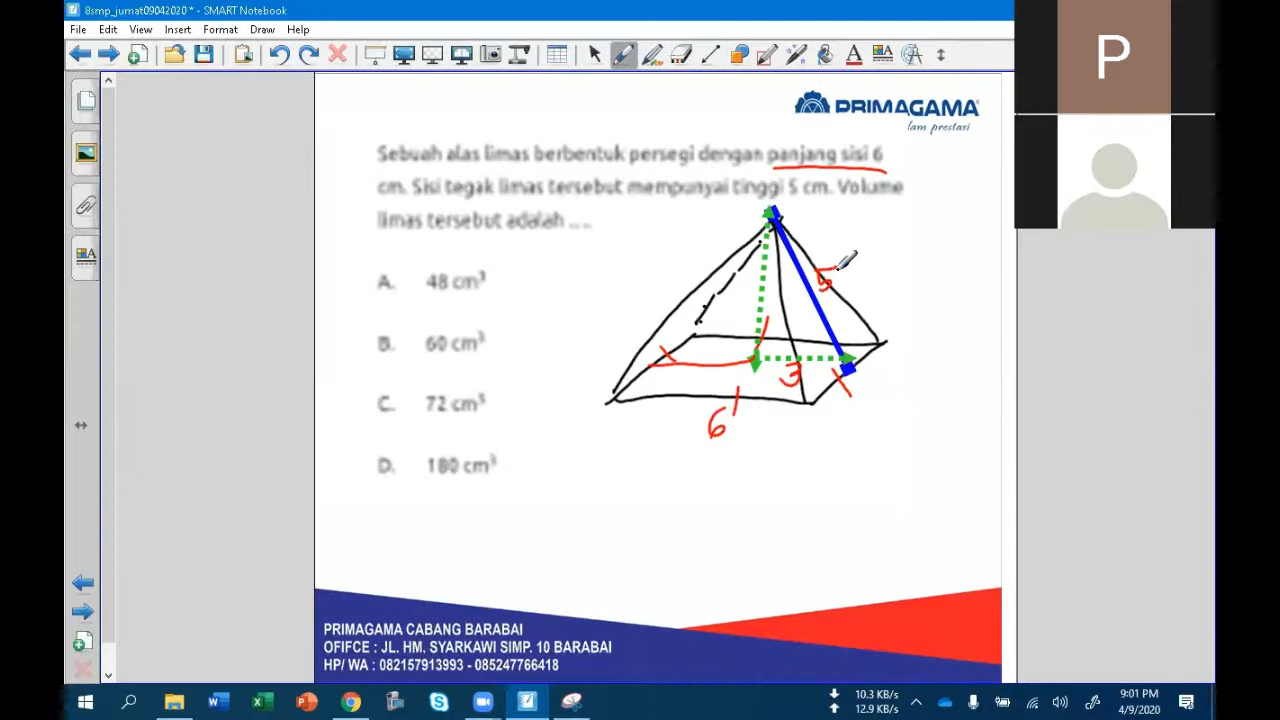 8smp_jumat09042020 * - SMART Notebook
File Edit View Insert Format Draw Help
P
PRIMAGAMA
lam prestasi
Sebuah alas limas berbentuk persegi dengan panjang sisi 6
cm. Sisi tegak limas tersebut mempunyai tinggi 5 cm. Volume
limas tersebut adalah ....
A. 48 cm³
B. 60 cm³
C. 72 cm³
D. 180 cm³
5
3
6
PRIMAGAMA CABANG BARABAI
OFIFCE : JL. HM. SYARKAWI SIMP. 10 BARABAI
HP/ WA : 082157913993 - 085247766418
10.3 KB/s
12.9 KB/s
9:01 PM
4/9/2020